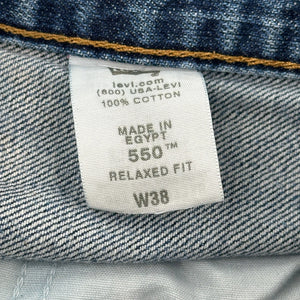 levi.com
(800) USA-LEVI
100% COTTON
MADE IN
EGYPT
550™
RELAXED FIT
W38